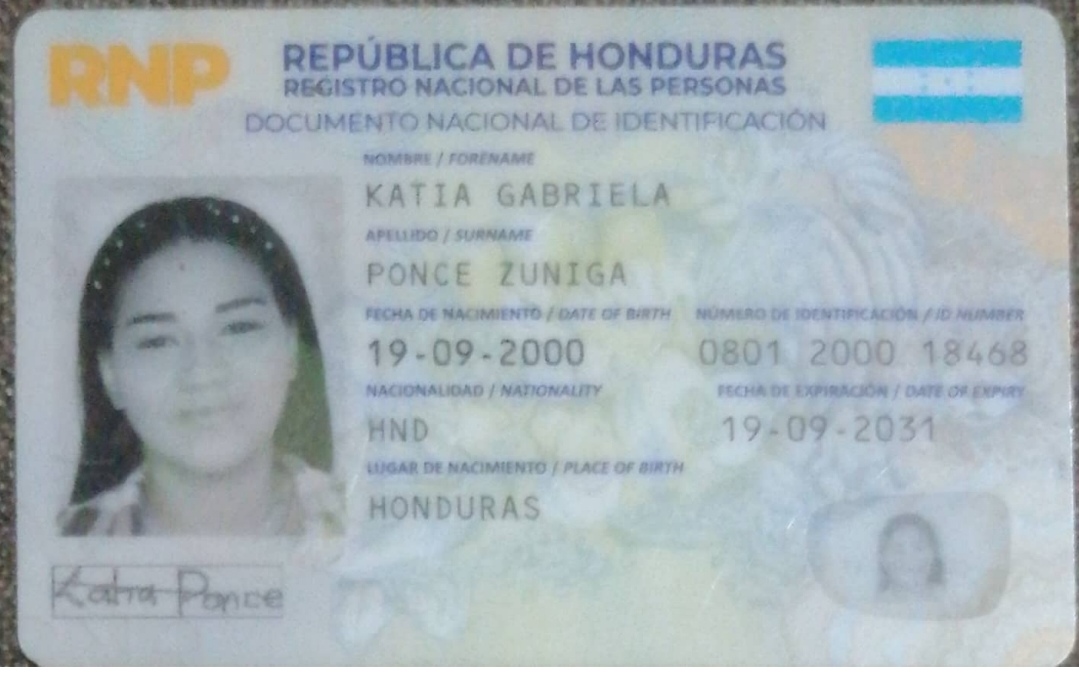 RNP
REPÚBLICA DE HONDURAS
REGISTRO NACIONAL DE LAS PERSONAS
DOCUMENTO NACIONAL DE IDENTIFICACIÓN
NOMBRE / FORENAME
KATIA GABRIELA
APELLIDO / SURNAME
PONCE ZUNIGA
FECHA DE NACIMIENTO / DATE OF BIRTH NÚMERO DE IDENTIFICACIÓN / ID NUMBER
19-09-2000 0801 2000 18468
NACIONALIDAD / NATIONALITY FECHA DE EXPIRACIÓN / DATE OF EXPIRY
HND 19-09-2031
LUGAR DE NACIMIENTO / PLACE OF BIRTH
HONDURAS
Katia Ponce